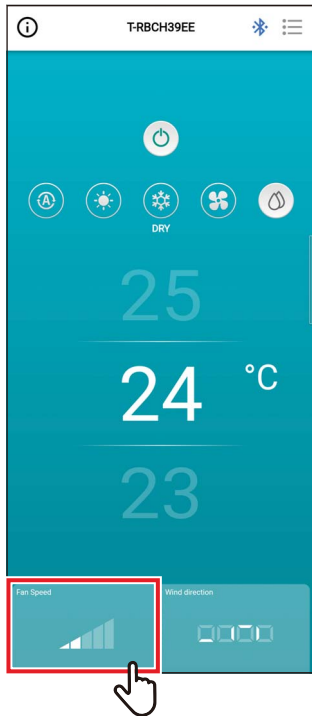 T-RBCH39EE
DRY
25
24 °C
23
Fan Speed
Wind direction